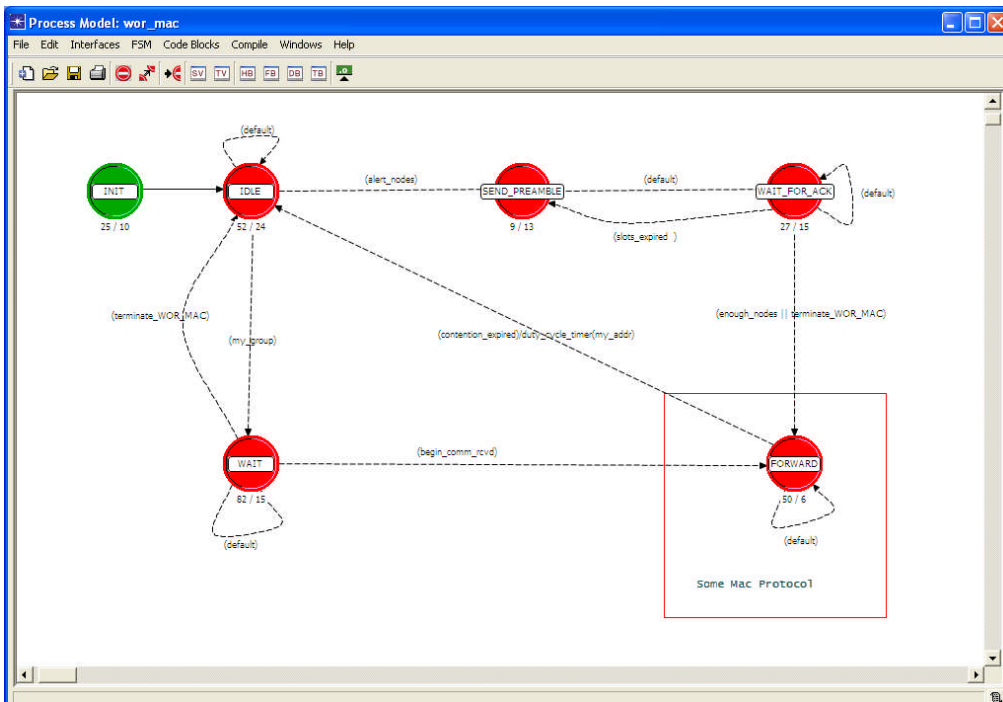 Process Model: wor_mac
File Edit Interfaces FSM Code Blocks Compile Windows Help
SV TV HB FB DB TB
(default)
INIT
IDLE
(alert_nodes)
SEND_PREAMBLE
(default)
WAIT_FOR_ACK
(default)
25 / 10
52 / 24
9 / 13
27 / 15
(slots_expired )
(terminate_WOR_MAC)
(my_group)
(contention_expired)/duty_cycle_timer(my_addr)
(enough_nodes || terminate_WOR_MAC)
(begin_comm_rcvd)
WAIT
FORWARD
82 / 15
50 / 6
(default)
(default)
Some Mac Protocol